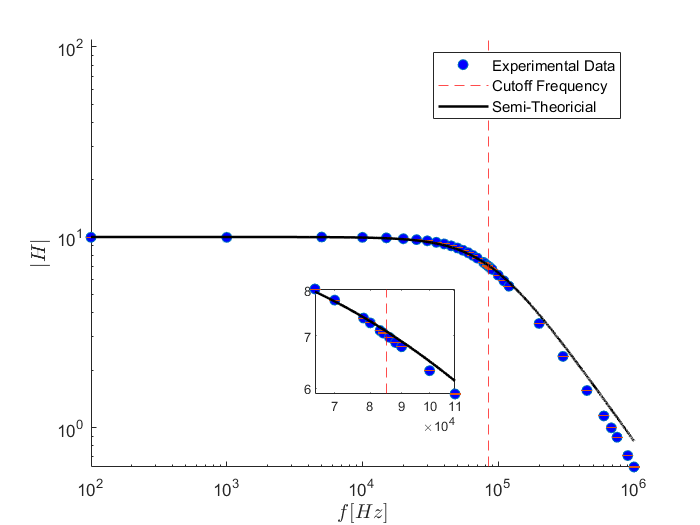 10^2
Experimental Data
Cutoff Frequency
Semi-Theoricial
10^1
|H|
8
7
6
7 8 9 10 11
×10^4
10^0
10^2 10^3 10^4 10^5 10^6
f[Hz]